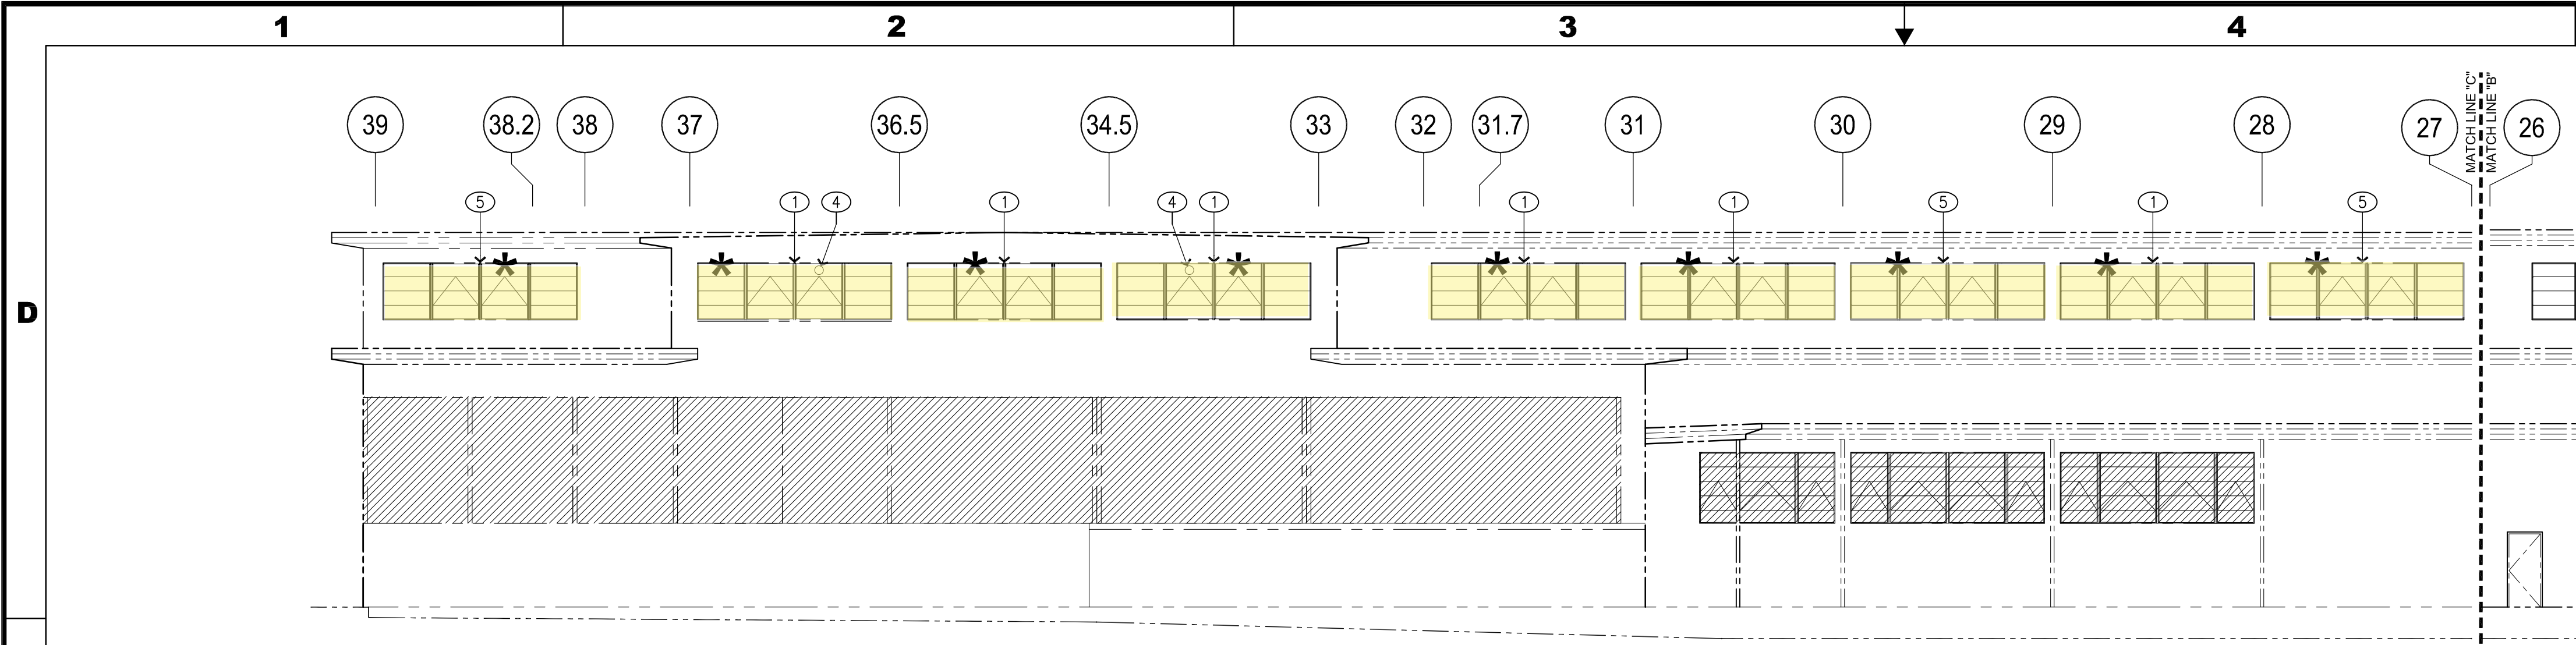 1 2 3 4
MATCH LINE "C"
MATCH LINE "B"
39 38.2 38 37 36.5 34.5 33 32 31.7 31 30 29 28 27 26
5 1 4 1 4 1 1 1 5 1 5
* * * * * * * * *
D